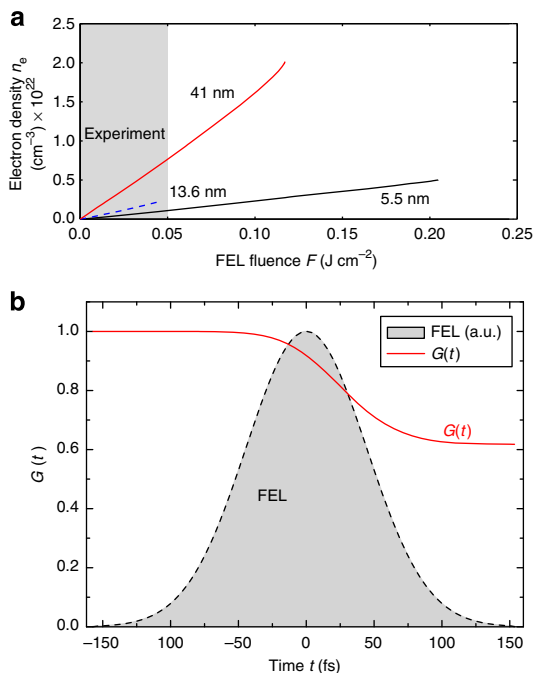 a
2.5
2.0
1.5
1.0
0.5
0.0
Electron density nₑ
(cm⁻³) × 10²²
Experiment
41 nm
13.6 nm
5.5 nm
0.0 0.05 0.10 0.15 0.20 0.25
FEL fluence F (J cm⁻²)
b
1.0
0.8
0.6
0.4
0.2
0.0
G (t)
FEL (a.u.)
G(t)
G(t)
FEL
−150 −100 −50 0 50 100 150
Time t (fs)